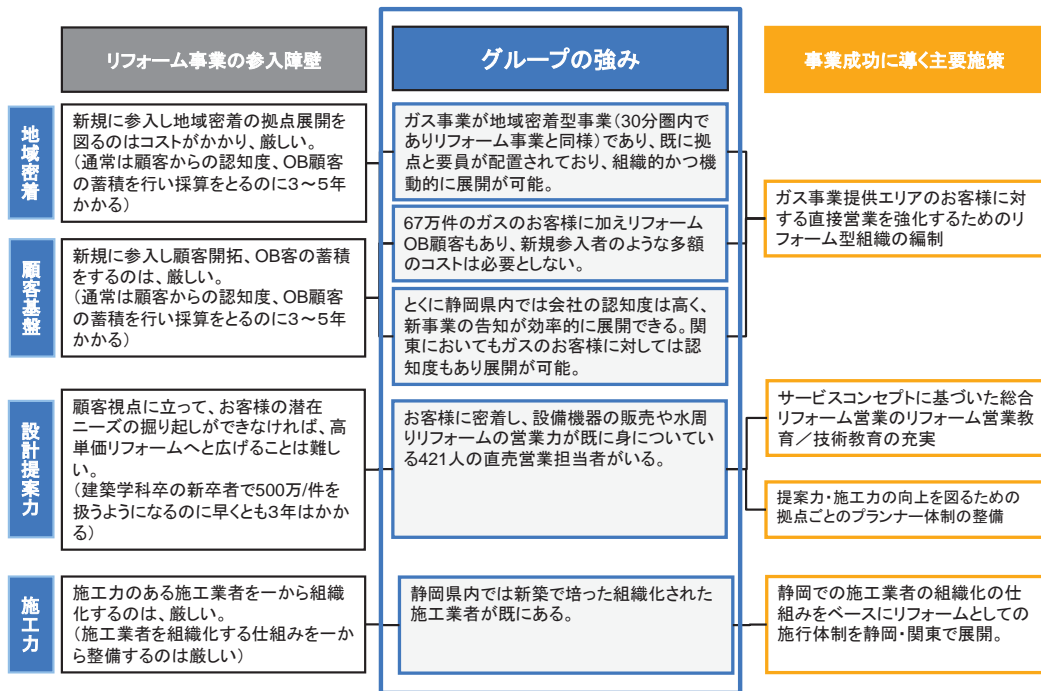 リフォーム事業の参入障壁
グループの強み
事業成功に導く主要施策
地域密着
新規に参入し地域密着の拠点展開を
図るのはコストがかかり、厳しい。
(通常は顧客からの認知度、OB顧客
の蓄積を行い採算をとるのに3～5年
かかる)
ガス事業が地域密着型事業(30分圏内で
ありリフォーム事業と同様)であり、既に拠
点と要員が配置されており、組織的かつ機
動的に展開が可能。
67万件のガスのお客様に加えリフォーム
OB顧客もあり、新規参入者のような多額
のコストは必要としない。
ガス事業提供エリアのお客様に対
する直接営業を強化するためのリ
フォーム型組織の編制
顧客基盤
新規に参入し顧客開拓、OB客の蓄積
をするのは、厳しい。
(通常は顧客からの認知度、OB顧客
の蓄積を行い採算をとるのに3～5年
かかる)
とくに静岡県内では会社の認知度は高く、
新事業の告知が効率的に展開できる。関
東においてもガスのお客様に対しては認
知度もあり展開が可能。
設計提案力
顧客視点に立って、お客様の潜在
ニーズの掘り起しができなければ、高
単価リフォームへと広げることは難し
い。
(建築学科卒の新卒者で500万/件を
扱うようになるのに早くとも3年はかか
る)
お客様に密着し、設備機器の販売や水周
りリフォームの営業力が既に身についてい
る421人の直売営業担当者がいる。
サービスコンセプトに基づいた総合
リフォーム営業のリフォーム営業教
育／技術教育の充実
提案力・施工力の向上を図るための
拠点ごとのプランナー体制の整備
施工力
施工力のある施工業者を一から組織
化するのは、厳しい。
(施工業者を組織化する仕組みを一か
ら整備するのは厳しい)
静岡県内では新築で培った組織化された
施工業者が既にある。
静岡での施工業者の組織化の仕
組みをベースにリフォームとしての
施行体制を静岡・関東で展開。